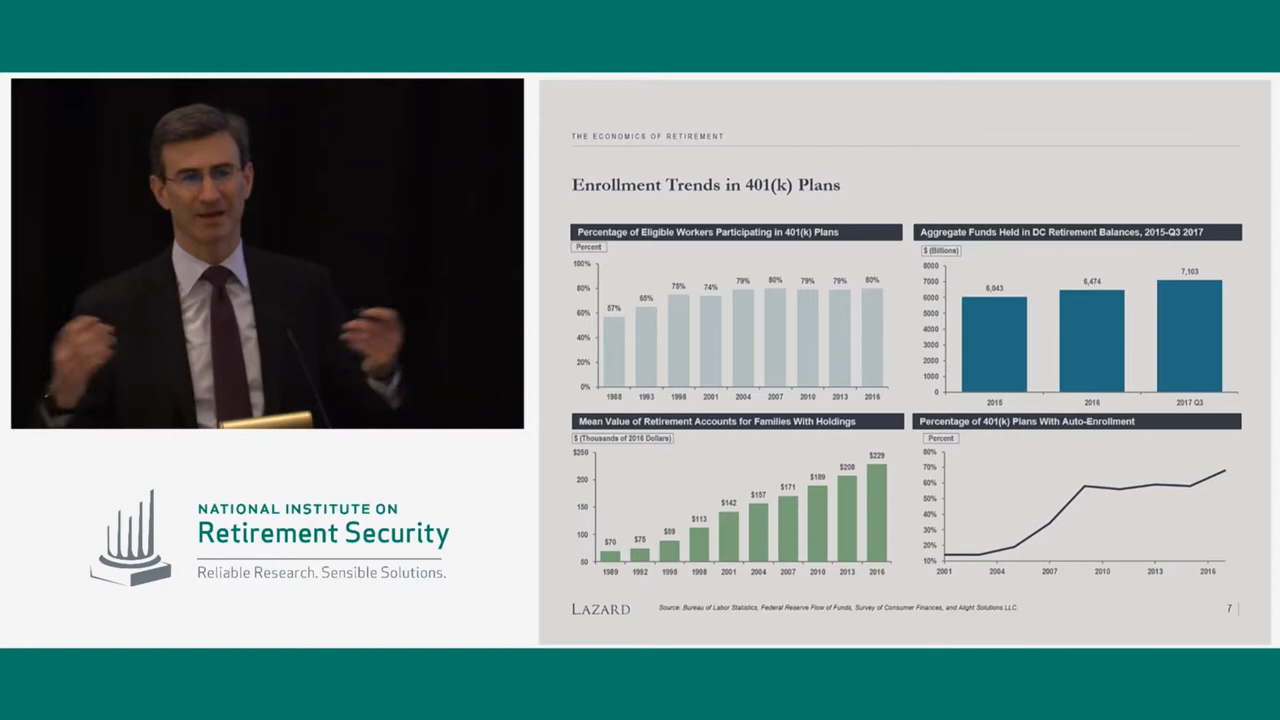 THE ECONOMICS OF RETIREMENT
Enrollment Trends in 401(k) Plans
Percentage of Eligible Workers Participating in 401(k) Plans
Percent
100%
80%
60%
40%
20%
0%
57% 65% 75% 74% 79% 80% 79% 79% 80%
1988 1993 1998 2001 2004 2007 2010 2013 2016
Aggregate Funds Held in DC Retirement Balances, 2015-Q3 2017
$ (Billions)
8000
7000
6000
5000
4000
3000
2000
1000
0
6,043 6,474 7,103
2015 2016 2017 Q3
Mean Value of Retirement Accounts for Families With Holdings
$ (Thousands of 2016 Dollars)
$250
200
150
100
50
$70 $75 $89 $113 $142 $157 $171 $189 $208 $229
1989 1992 1995 1998 2001 2004 2007 2010 2013 2016
Percentage of 401(k) Plans With Auto-Enrollment
Percent
80%
70%
60%
50%
40%
30%
20%
10%
2001 2004 2007 2010 2013 2016
LAZARD
Source: Bureau of Labor Statistics, Federal Reserve Flow of Funds, Survey of Consumer Finances, and Alight Solutions LLC.
7
NATIONAL INSTITUTE ON
Retirement Security
Reliable Research. Sensible Solutions.